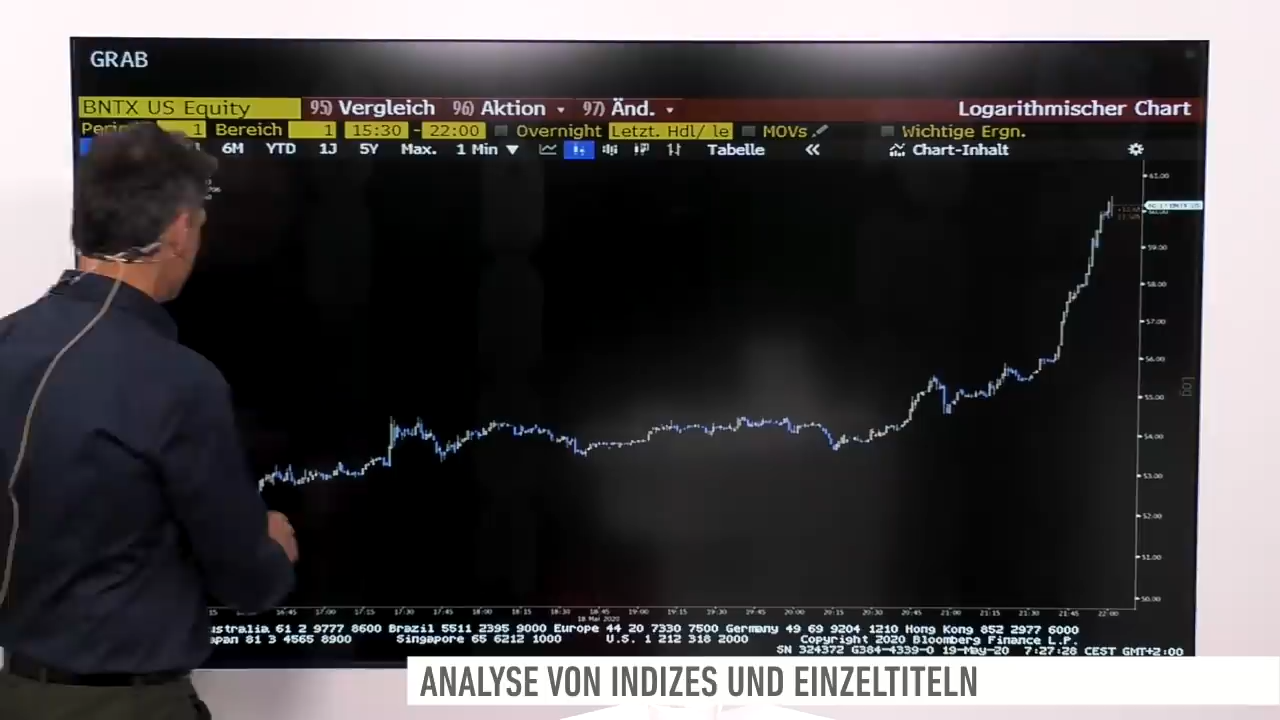 GRAB
BNTX US Equity 95) Vergleich 96) Aktion 97) Änd. Logarithmischer Chart
1 Bereich 1 15:30 - 22:00 Overnight Letzt. Hdl/ le MOVs Wichtige Ergn.
6M YTD 1J 5Y Max. 1 Min Tabelle « Chart-Inhalt
61.00
60.00
59.00
58.00
57.00
56.00
55.00
Log
54.00
53.00
52.00
51.00
50.00
16:45 17:00 17:15 17:30 17:45 18:00 18:15 18:30 18:45 19:00 19:15 19:30 19:45 20:00 20:15 20:30 20:45 21:00 21:15 21:30 21:45 22:00
18 Mai 2020
61 2 9777 8600 Brazil 5511 2395 9000 Europe 44 20 7330 7500 Germany 49 69 9204 1210 Hong Kong 852 2977 6000
81 3 4565 8900 Singapore 65 6212 1000 U.S. 1 212 318 2000 Copyright 2020 Bloomberg Finance L.P.
SN 324372 G384-4339-0 19-May-20 7:27:28 CEST GMT+2:00
ANALYSE VON INDIZES UND EINZELTITELN